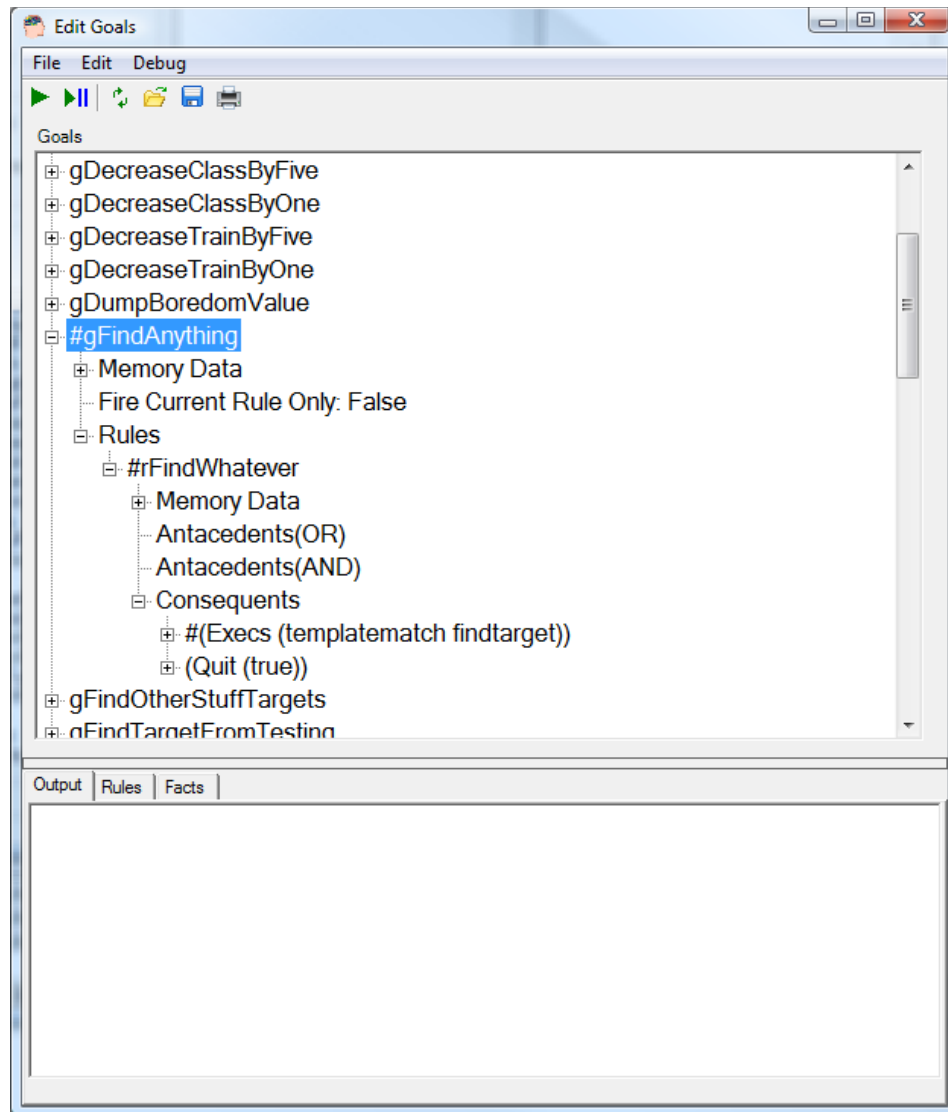 Edit Goals
File Edit Debug
Goals
gDecreaseClassByFive
gDecreaseClassByOne
gDecreaseTrainByFive
gDecreaseTrainByOne
gDumpBoredomValue
#gFindAnything
Memory Data
Fire Current Rule Only: False
Rules
#rFindWhatever
Memory Data
Antacedents(OR)
Antacedents(AND)
Consequents
#(Execs (templatematch findtarget))
(Quit (true))
gFindOtherStuffTargets
gFindTargetFromTesting
Output Rules Facts